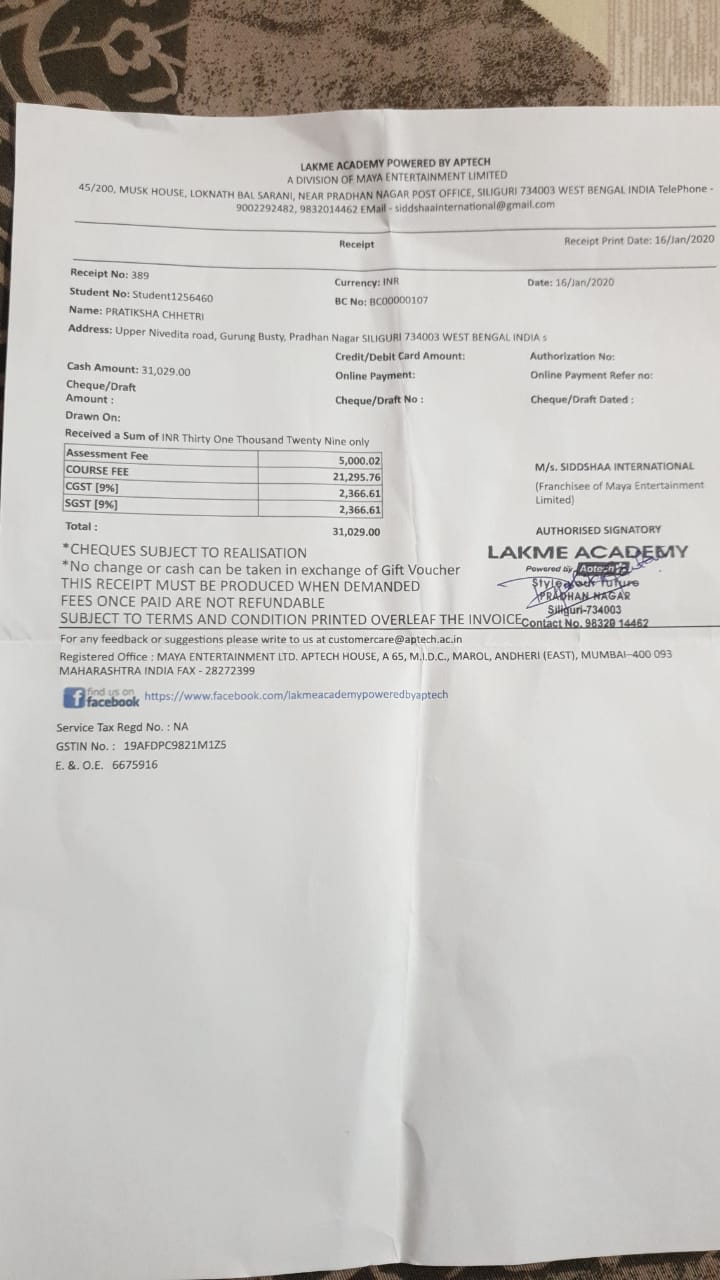 LAKME ACADEMY POWERED BY APTECH
A DIVISION OF MAYA ENTERTAINMENT LIMITED
45/200, MUSK HOUSE, LOKNATH BAL SARANI, NEAR PRADHAN NAGAR POST OFFICE, SILIGURI 734003 WEST BENGAL INDIA TelePhone -
9002292482, 9832014462 EMail - siddshaainternational@gmail.com
Receipt
Receipt Print Date: 16/Jan/2020
Receipt No: 389
Currency: INR
Date: 16/Jan/2020
Student No: Student1256460
BC No: BC00000107
Name: PRATIKSHA CHHETRI
Address: Upper Nivedita road, Gurung Busty, Pradhan Nagar SILIGURI 734003 WEST BENGAL INDIA s
Cash Amount: 31,029.00
Credit/Debit Card Amount:
Authorization No:
Online Payment:
Online Payment Refer no:
Cheque/Draft
Amount :
Cheque/Draft No :
Cheque/Draft Dated :
Drawn On:
Received a Sum of INR Thirty One Thousand Twenty Nine only
Assessment Fee 5,000.02
COURSE FEE 21,295.76
CGST [9%] 2,366.61
SGST [9%] 2,366.61
Total : 31,029.00
M/s. SIDDSHAA INTERNATIONAL
(Franchisee of Maya Entertainment
Limited)
AUTHORISED SIGNATORY
LAKME ACADEMY
Powered by Aptech
PRADHAN NAGAR
Siliguri-734003
Contact No. 98320 14462
*CHEQUES SUBJECT TO REALISATION
*No change or cash can be taken in exchange of Gift Voucher
THIS RECEIPT MUST BE PRODUCED WHEN DEMANDED
FEES ONCE PAID ARE NOT REFUNDABLE
SUBJECT TO TERMS AND CONDITION PRINTED OVERLEAF THE INVOICE
For any feedback or suggestions please write to us at customercare@aptech.ac.in
Registered Office : MAYA ENTERTAINMENT LTD. APTECH HOUSE, A 65, M.I.D.C., MAROL, ANDHERI (EAST), MUMBAI-400 093
MAHARASHTRA INDIA FAX - 28272399
f find us on facebook https://www.facebook.com/lakmeacademypoweredbyaptech
Service Tax Regd No. : NA
GSTIN No. : 19AFDPC9821M1Z5
E. &. O.E. 6675916